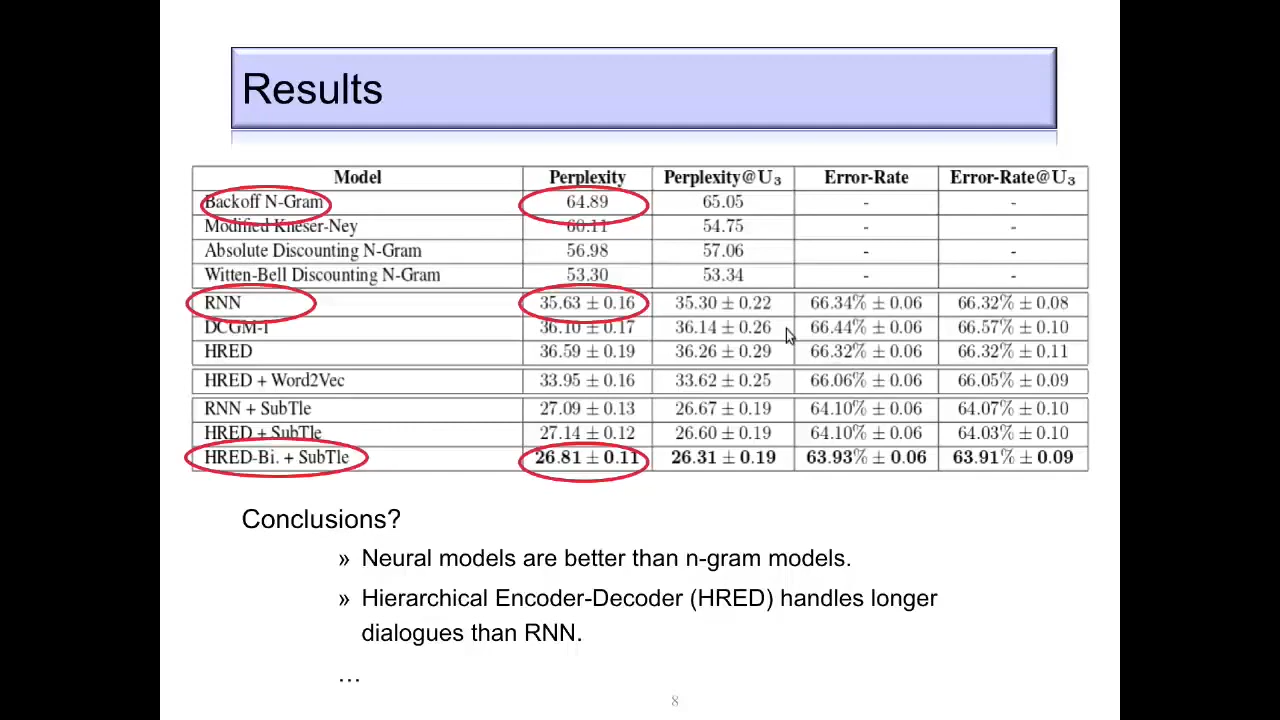 Results
Model Perplexity Perplexity@U₃ Error-Rate Error-Rate@U₃
Backoff N-Gram 64.89 65.05 - -
Modified Kneser-Ney 60.11 54.75 - -
Absolute Discounting N-Gram 56.98 57.06 - -
Witten-Bell Discounting N-Gram 53.30 53.34 - -
RNN 35.63 ± 0.16 35.30 ± 0.22 66.34% ± 0.06 66.32% ± 0.08
DCGM-I 36.10 ± 0.17 36.14 ± 0.26 66.44% ± 0.06 66.57% ± 0.10
HRED 36.59 ± 0.19 36.26 ± 0.29 66.32% ± 0.06 66.32% ± 0.11
HRED + Word2Vec 33.95 ± 0.16 33.62 ± 0.25 66.06% ± 0.06 66.05% ± 0.09
RNN + SubTle 27.09 ± 0.13 26.67 ± 0.19 64.10% ± 0.06 64.07% ± 0.10
HRED + SubTle 27.14 ± 0.12 26.60 ± 0.19 64.10% ± 0.06 64.03% ± 0.10
HRED-Bi. + SubTle 26.81 ± 0.11 26.31 ± 0.19 63.93% ± 0.06 63.91% ± 0.09
Conclusions?
» Neural models are better than n-gram models.
» Hierarchical Encoder-Decoder (HRED) handles longer
dialogues than RNN.
…
8